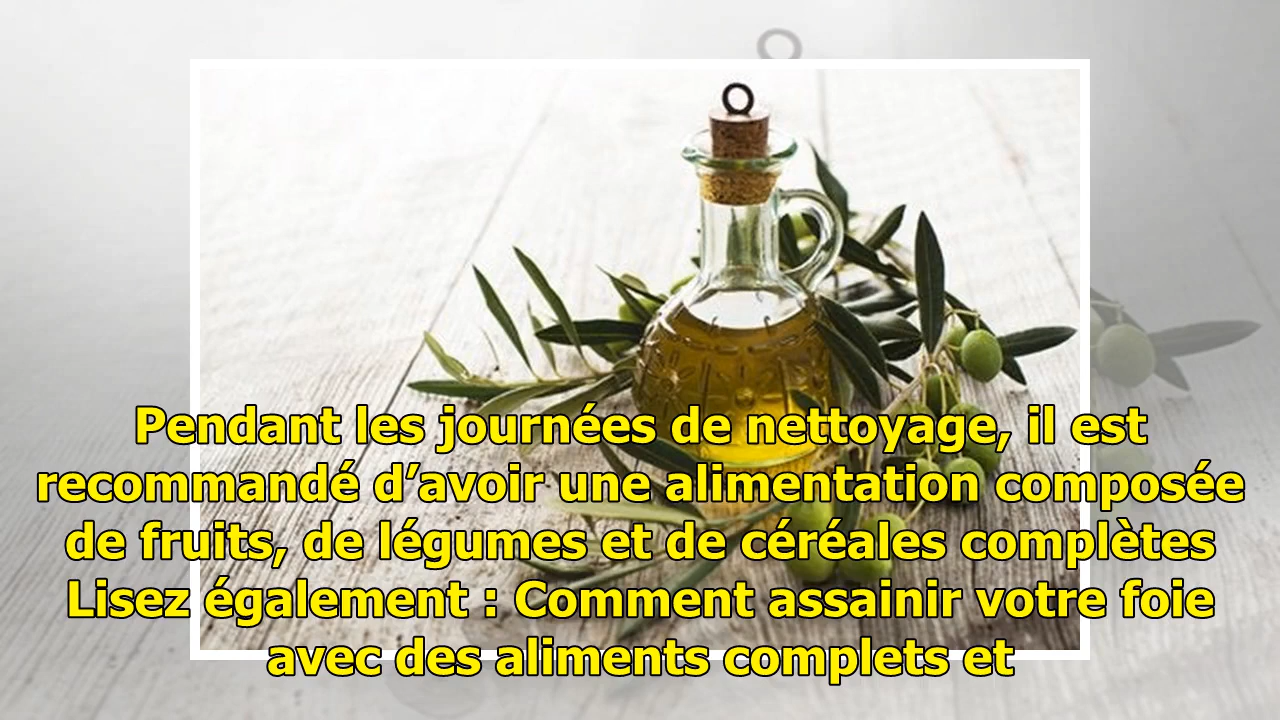 Pendant les journées de nettoyage, il est
recommandé d’avoir une alimentation composée
de fruits, de légumes et de céréales complètes
Lisez également : Comment assainir votre foie
avec des aliments complets et